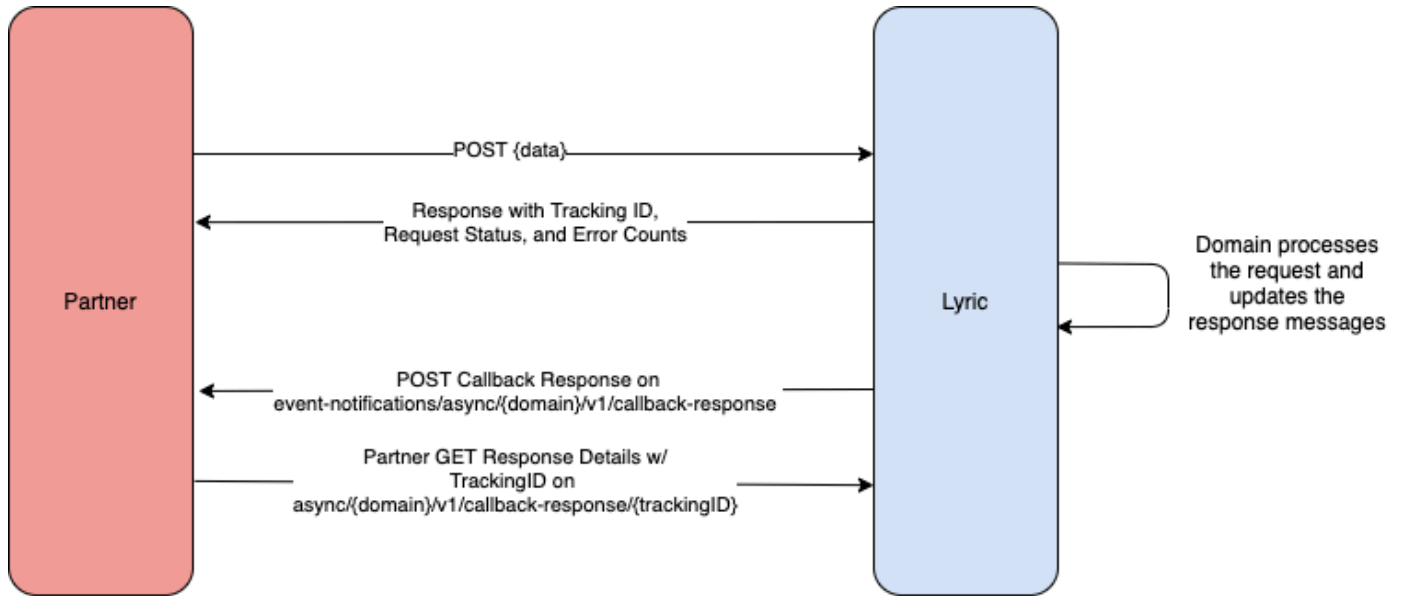 POST {data}
Response with Tracking ID,
Request Status, and Error Counts
Domain processes
the request and
updates the
response messages
Partner
Lyric
POST Callback Response on
event-notifications/async/{domain}/v1/callback-response
Partner GET Response Details w/
TrackingID on
async/{domain}/v1/callback-response/{trackingID}